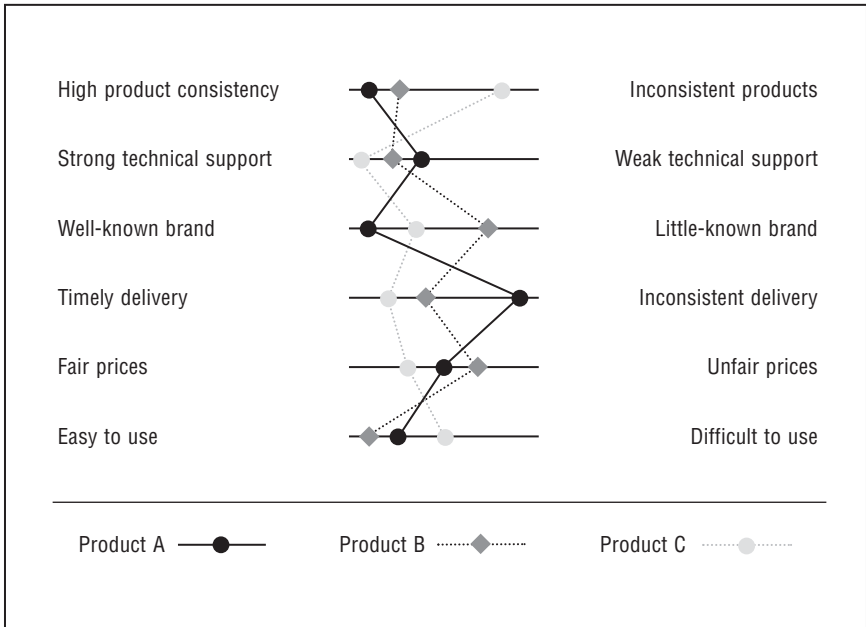 High product consistency Inconsistent products
Strong technical support Weak technical support
Well-known brand Little-known brand
Timely delivery Inconsistent delivery
Fair prices Unfair prices
Easy to use Difficult to use
Product A Product B Product C